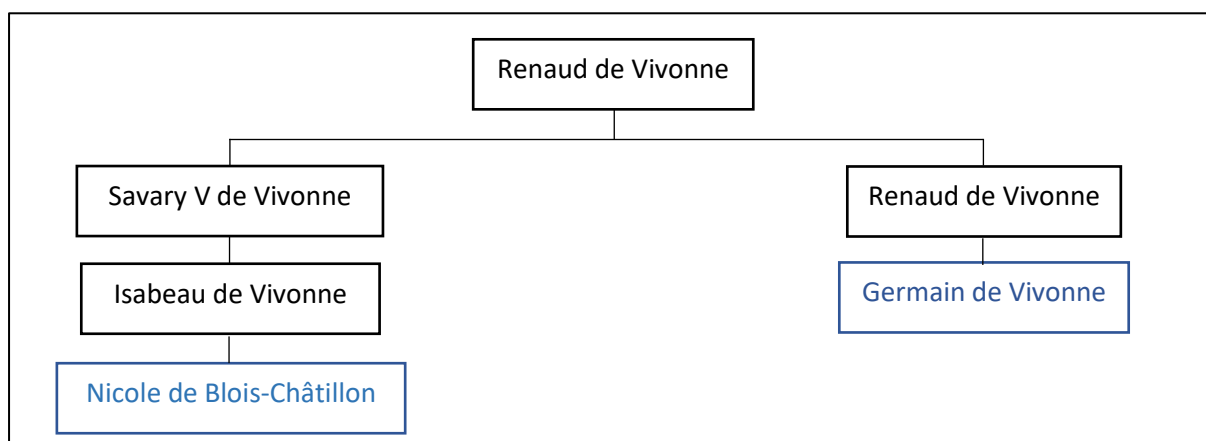 Renaud de Vivonne
Savary V de Vivonne
Renaud de Vivonne
Isabeau de Vivonne
Germain de Vivonne
Nicole de Blois-Châtillon